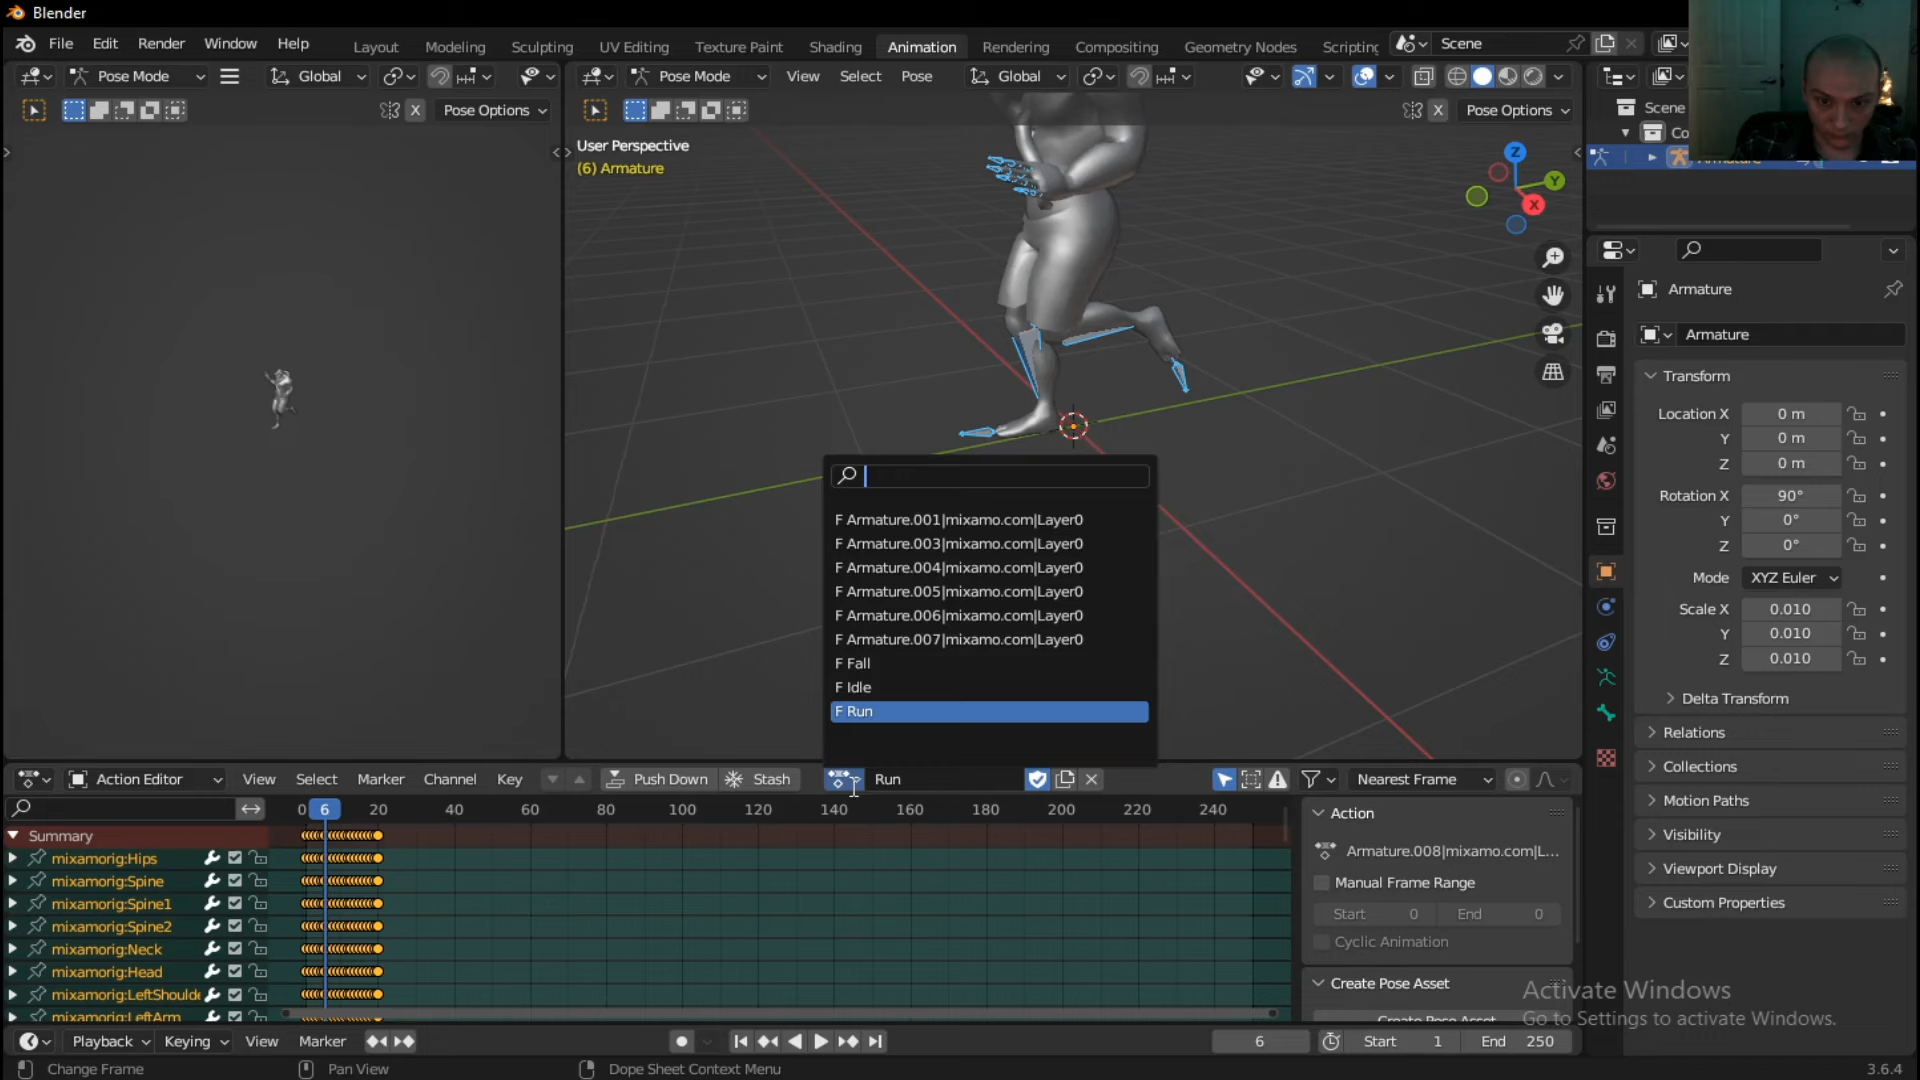 Blender
File Edit Render Window Help Layout Modeling Sculpting UV Editing Texture Paint Shading Animation Rendering Compositing Geometry Nodes Scripting Scene
Pose Mode Global Pose Mode View Select Pose Global
X Pose Options X Pose Options
Scene
Co
Armature
User Perspective
(6) Armature
Z
Y
X
Armature
Armature
Transform
Location X 0 m
Y 0 m
Z 0 m
Rotation X 90°
Y 0°
Z 0°
Mode XYZ Euler
Scale X 0.010
Y 0.010
Z 0.010
Delta Transform
Relations
Collections
Motion Paths
Visibility
Viewport Display
Custom Properties
F Armature.001|mixamo.com|Layer0
F Armature.003|mixamo.com|Layer0
F Armature.004|mixamo.com|Layer0
F Armature.005|mixamo.com|Layer0
F Armature.006|mixamo.com|Layer0
F Armature.007|mixamo.com|Layer0
F Fall
F Idle
F Run
Action Editor View Select Marker Channel Key Push Down Stash Run Nearest Frame
0 6 20 40 60 80 100 120 140 160 180 200 220 240
Summary
mixamorig:Hips
mixamorig:Spine
mixamorig:Spine1
mixamorig:Spine2
mixamorig:Neck
mixamorig:Head
mixamorig:LeftShoulde
mixamorig:LeftArm
Action
Armature.008|mixamo.com|L...
Manual Frame Range
Start 0 End 0
Cyclic Animation
Create Pose Asset
Create Pose Asset
Activate Windows
Go to Settings to activate Windows.
Playback Keying View Marker 6 Start 1 End 250
Change Frame Pan View Dope Sheet Context Menu 3.6.4